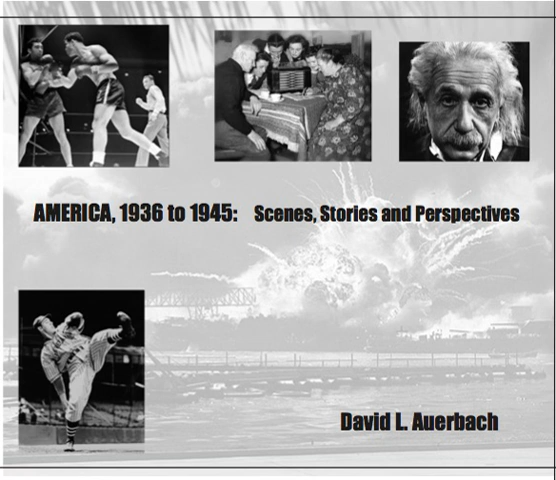 AMERICA, 1936 to 1945: Scenes, Stories and Perspectives
David L. Auerbach